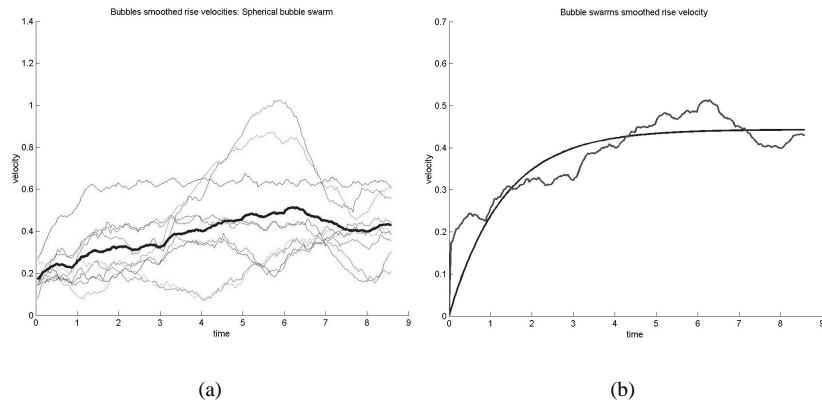 Bubbles smoothed rise velocities: Spherical bubble swarm
1.4
1.2
1
0.8
0.6
0.4
0.2
0
velocity
0 1 2 3 4 5 6 7 8 9
time
(a)
Bubble swarms smoothed rise velocity
0.7
0.6
0.5
0.4
0.3
0.2
0.1
0
velocity
0 1 2 3 4 5 6 7 8 9
time
(b)